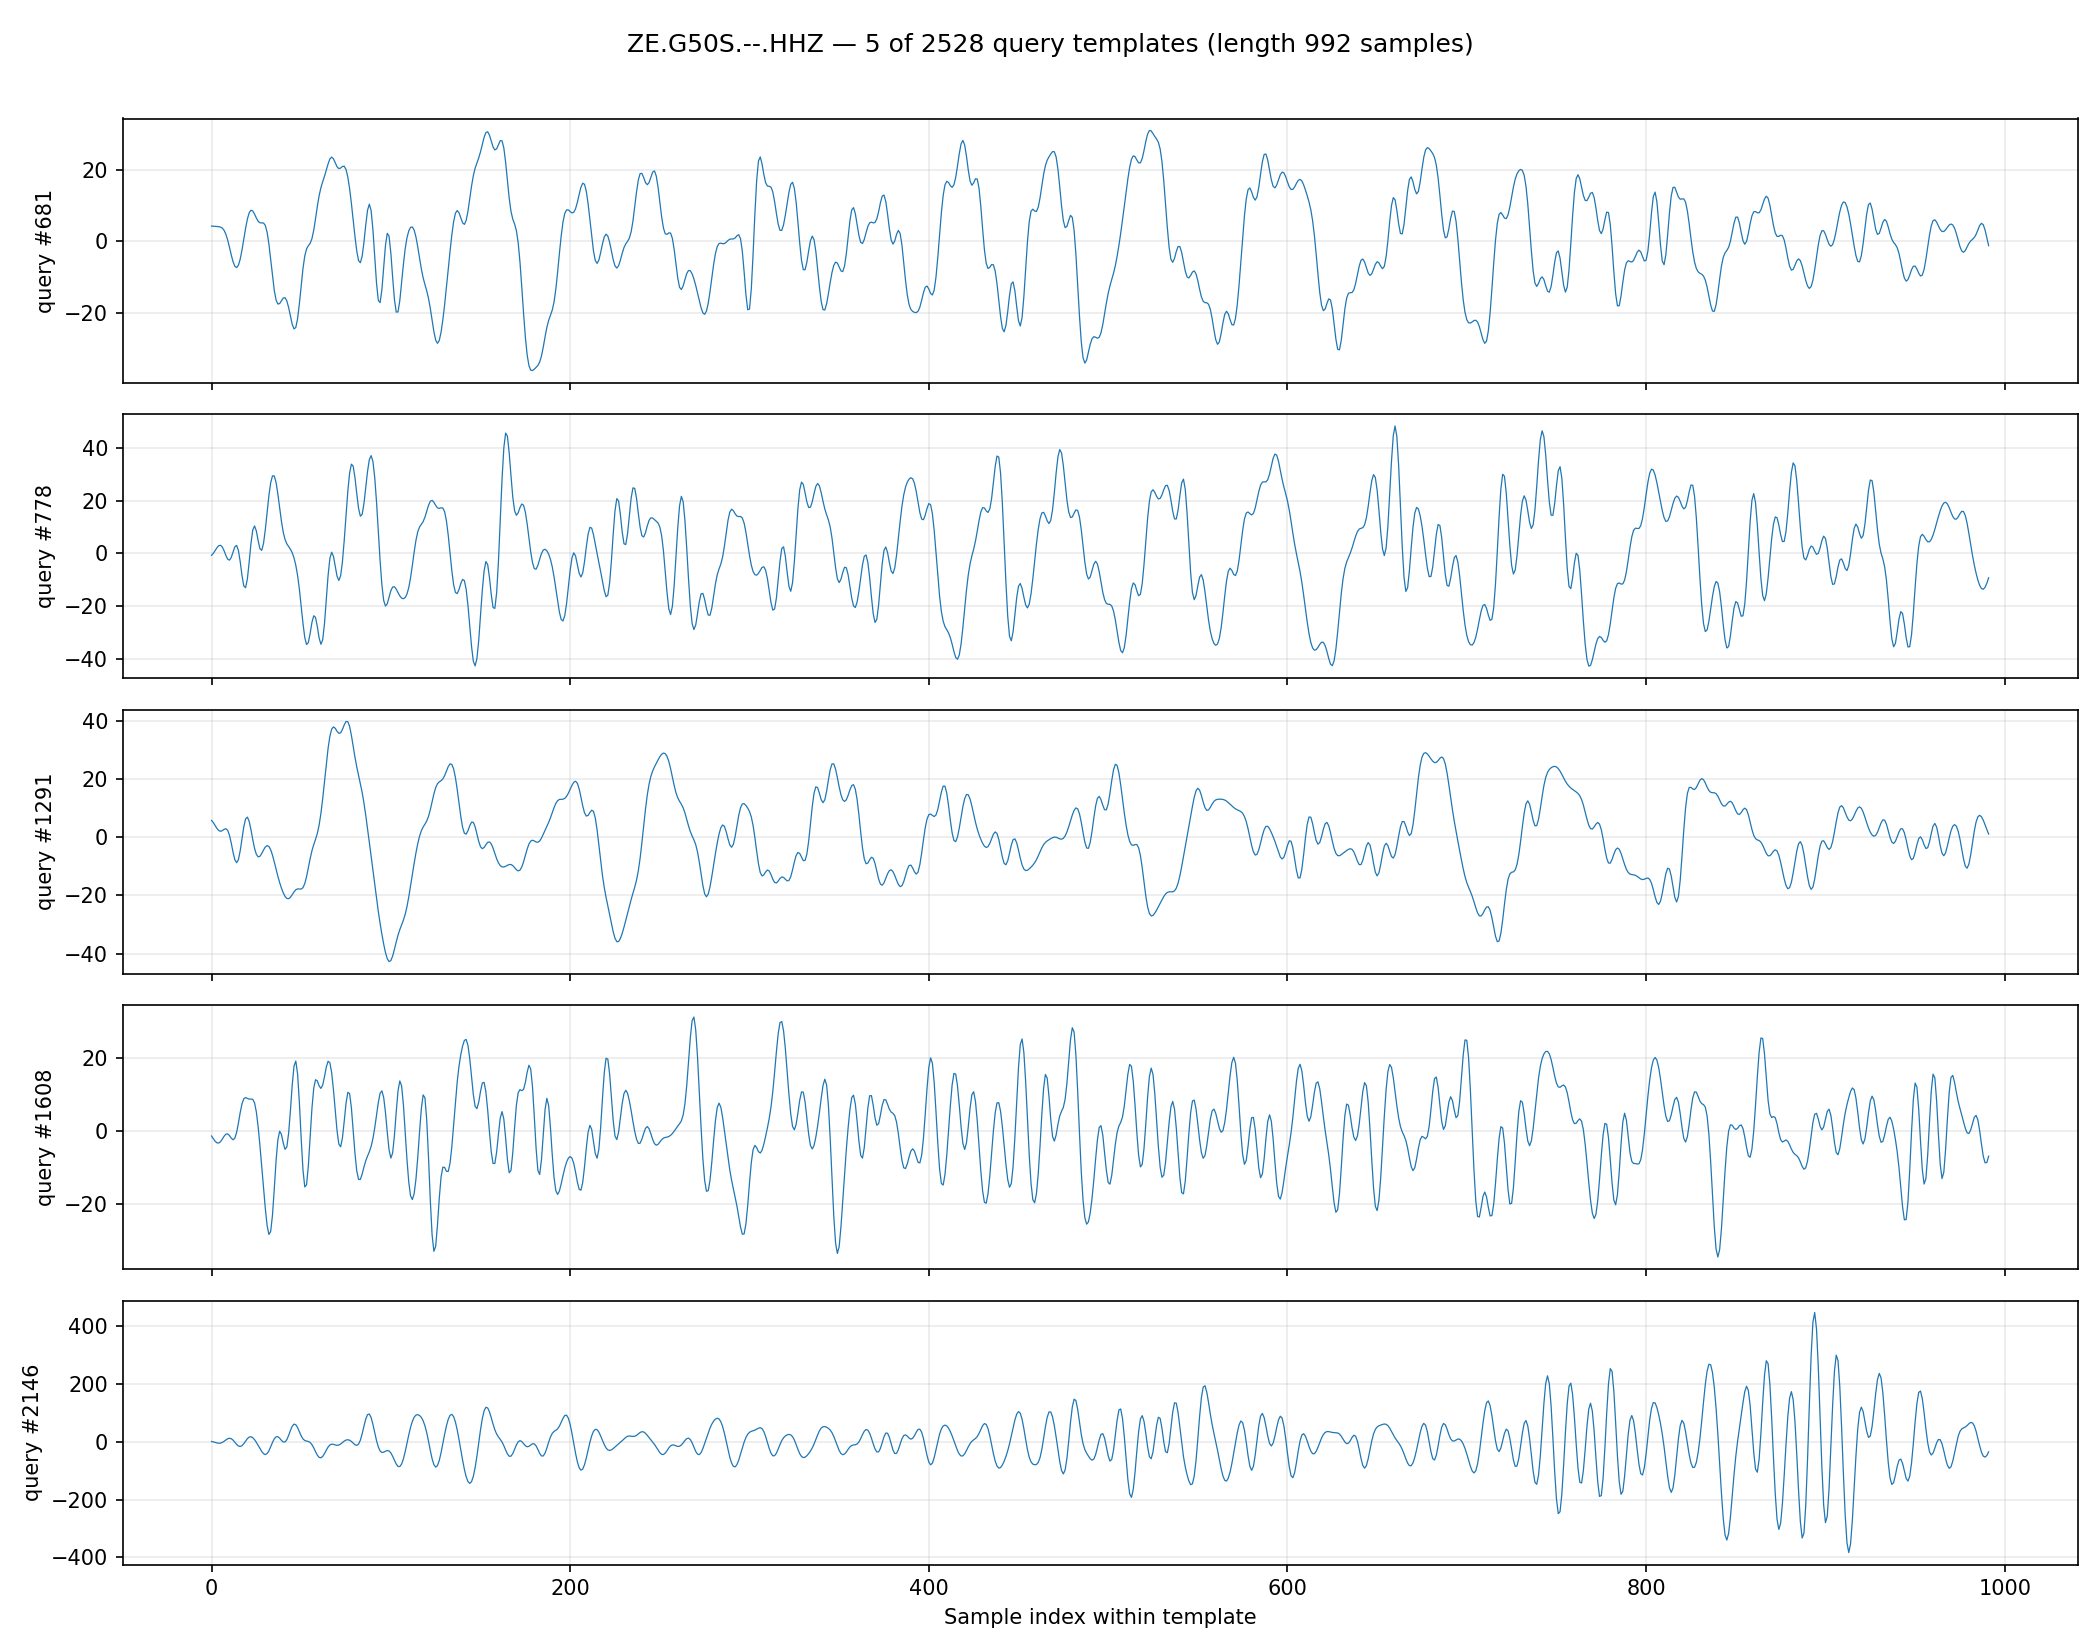 ZE.G50S.--.HHZ — 5 of 2528 query templates (length 992 samples)
20
0
−20
query #681
40
20
0
−20
−40
query #778
40
20
0
−20
−40
query #1291
20
0
−20
query #1608
400
200
0
−200
−400
query #2146
0 200 400 600 800 1000
Sample index within template